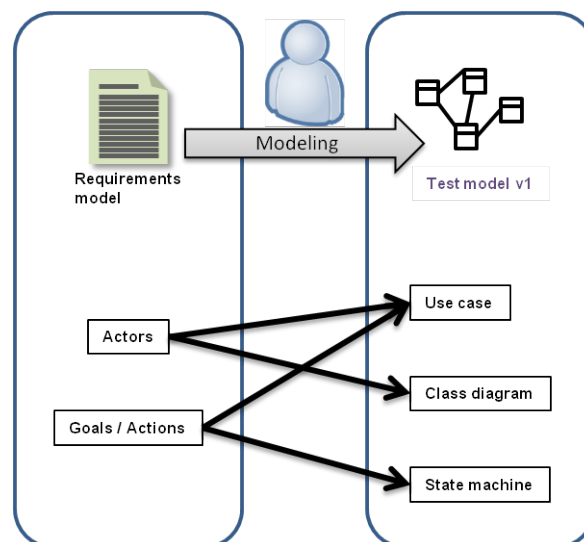 Modeling
Requirements
model
Test model v1
Use case
Actors
Class diagram
Goals / Actions
State machine